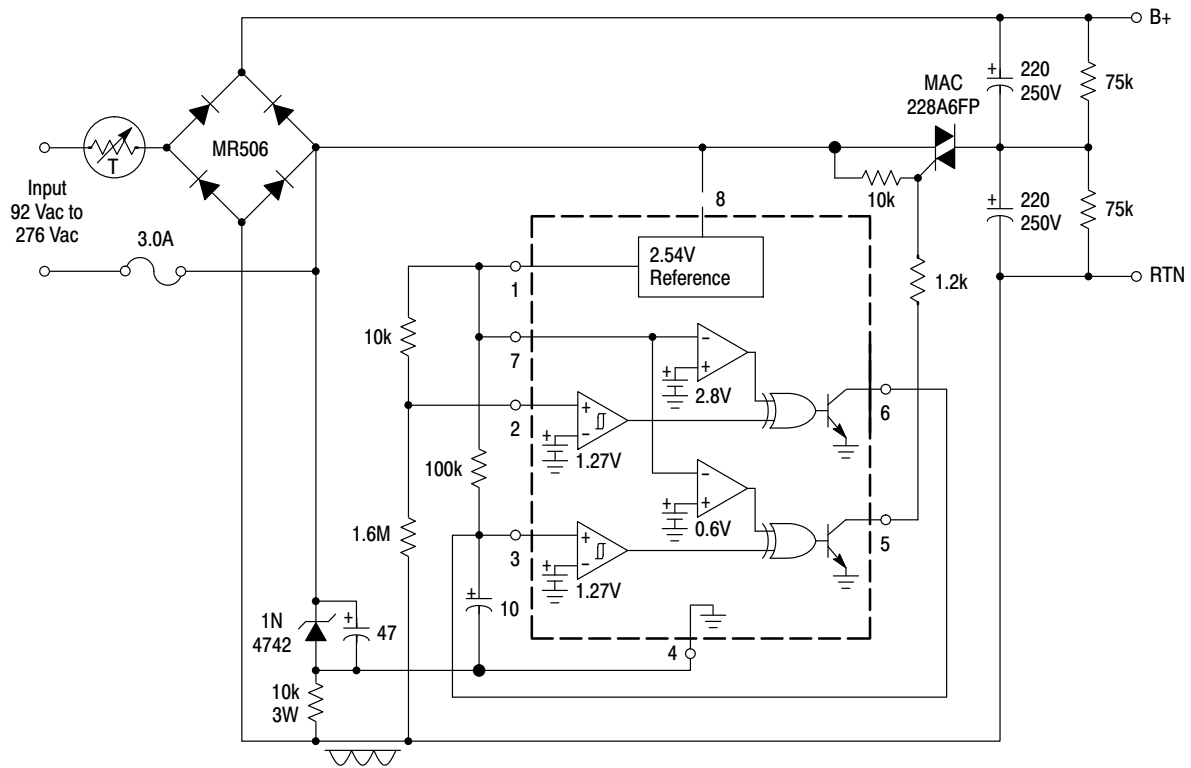 B+
220
250V
75k
MAC
228A6FP
MR506
T
Input
92 Vac to
276 Vac
3.0A
10k
8
2.54V
Reference
220
250V
75k
RTN
1.2k
1
10k
7
2.8V
6
2
1.27V
100k
1.6M
0.6V
5
3
1.27V
10
1N
4742
47
4
10k
3W
+
+
+
+
-
+
+
+
-
+
-
+
+
+
-
+
+
+